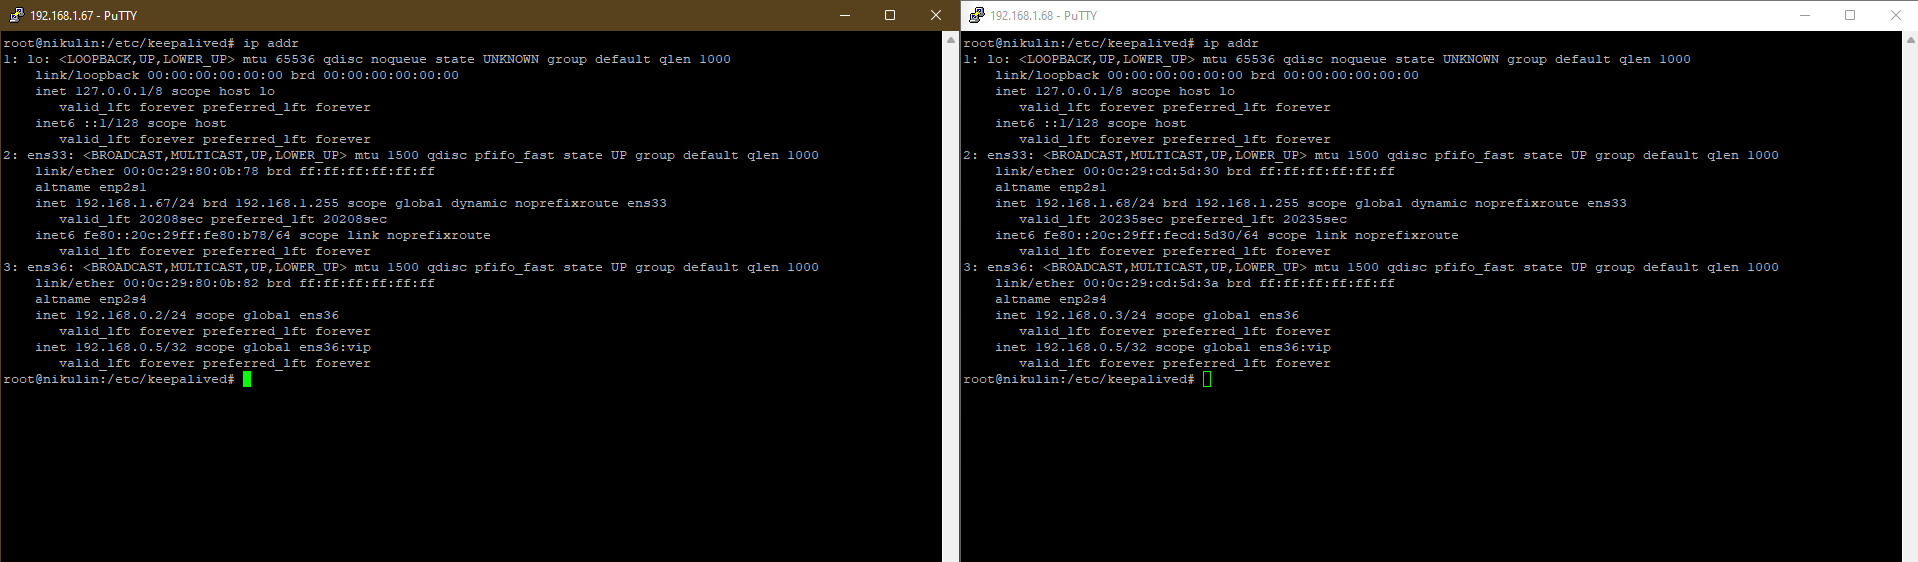 192.168.1.67 - PuTTY
root@nikulin:/etc/keepalived# ip addr
1: lo: <LOOPBACK,UP,LOWER_UP> mtu 65536 qdisc noqueue state UNKNOWN group default qlen 1000
    link/loopback 00:00:00:00:00:00 brd 00:00:00:00:00:00
    inet 127.0.0.1/8 scope host lo
       valid_lft forever preferred_lft forever
    inet6 ::1/128 scope host
       valid_lft forever preferred_lft forever
2: ens33: <BROADCAST,MULTICAST,UP,LOWER_UP> mtu 1500 qdisc pfifo_fast state UP group default qlen 1000
    link/ether 00:0c:29:80:0b:78 brd ff:ff:ff:ff:ff:ff
    altname enp2s1
    inet 192.168.1.67/24 brd 192.168.1.255 scope global dynamic noprefixroute ens33
       valid_lft 20208sec preferred_lft 20208sec
    inet6 fe80::20c:29ff:fe80:b78/64 scope link noprefixroute
       valid_lft forever preferred_lft forever
3: ens36: <BROADCAST,MULTICAST,UP,LOWER_UP> mtu 1500 qdisc pfifo_fast state UP group default qlen 1000
    link/ether 00:0c:29:80:0b:82 brd ff:ff:ff:ff:ff:ff
    altname enp2s4
    inet 192.168.0.2/24 scope global ens36
       valid_lft forever preferred_lft forever
    inet 192.168.0.5/32 scope global ens36:vip
       valid_lft forever preferred_lft forever
root@nikulin:/etc/keepalived#
192.168.1.68 - PuTTY
root@nikulin:/etc/keepalived# ip addr
1: lo: <LOOPBACK,UP,LOWER_UP> mtu 65536 qdisc noqueue state UNKNOWN group default qlen 1000
    link/loopback 00:00:00:00:00:00 brd 00:00:00:00:00:00
    inet 127.0.0.1/8 scope host lo
       valid_lft forever preferred_lft forever
    inet6 ::1/128 scope host
       valid_lft forever preferred_lft forever
2: ens33: <BROADCAST,MULTICAST,UP,LOWER_UP> mtu 1500 qdisc pfifo_fast state UP group default qlen 1000
    link/ether 00:0c:29:cd:5d:30 brd ff:ff:ff:ff:ff:ff
    altname enp2s1
    inet 192.168.1.68/24 brd 192.168.1.255 scope global dynamic noprefixroute ens33
       valid_lft 20235sec preferred_lft 20235sec
    inet6 fe80::20c:29ff:fecd:5d30/64 scope link noprefixroute
       valid_lft forever preferred_lft forever
3: ens36: <BROADCAST,MULTICAST,UP,LOWER_UP> mtu 1500 qdisc pfifo_fast state UP group default qlen 1000
    link/ether 00:0c:29:cd:5d:3a brd ff:ff:ff:ff:ff:ff
    altname enp2s4
    inet 192.168.0.3/24 scope global ens36
       valid_lft forever preferred_lft forever
    inet 192.168.0.5/32 scope global ens36:vip
       valid_lft forever preferred_lft forever
root@nikulin:/etc/keepalived#